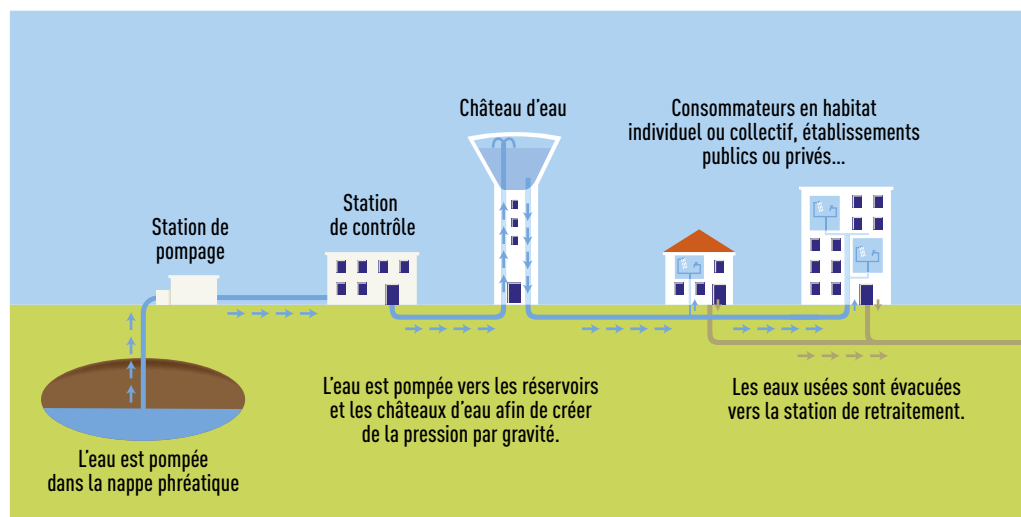 Château d'eau
Consommateurs en habitat
individuel ou collectif, établissements
publics ou privés...
Station de
pompage
Station
de contrôle
L'eau est pompée vers les réservoirs
et les châteaux d'eau afin de créer
de la pression par gravité.
Les eaux usées sont évacuées
vers la station de retraitement.
L'eau est pompée
dans la nappe phréatique